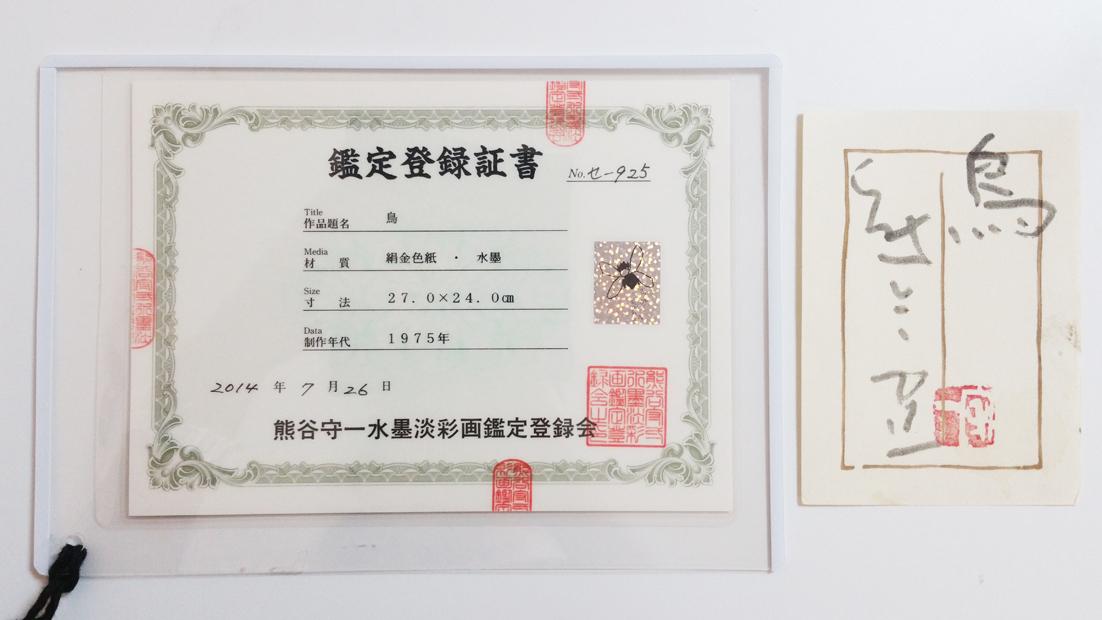 鑑定登録証書
No. セ-925
Title
作品題名 鳥
Media
材 質 絹金色紙 ・ 水墨
Size
寸 法 27.0×24.0㎝
Data
制作年代 1975年
2014 年 7 月 26 日
熊谷守一水墨淡彩画鑑定登録会
鳥